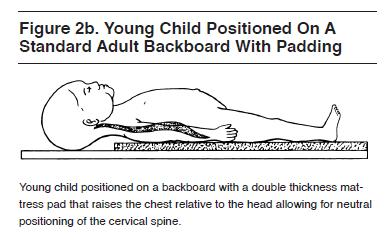 Figure 2b. Young Child Positioned On A
Standard Adult Backboard With Padding
Young child positioned on a backboard with a double thickness mat-
tress pad that raises the chest relative to the head allowing for neutral
positioning of the cervical spine.